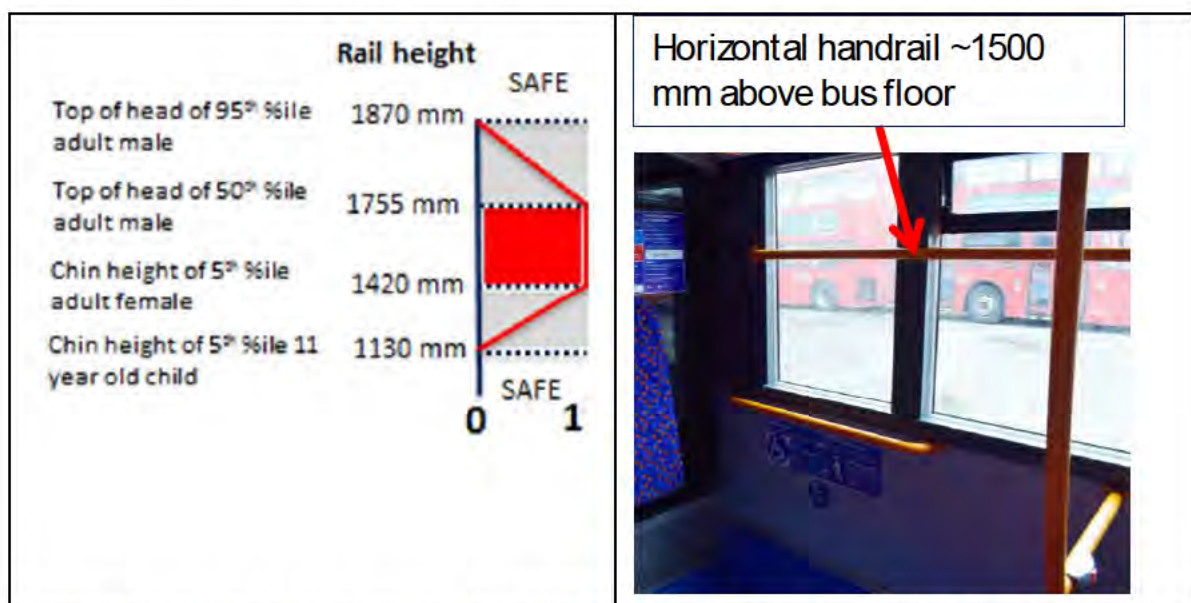 Rail height
SAFE
Top of head of 95th %ile
adult male
1870 mm
Top of head of 50th %ile
adult male
1755 mm
Chin height of 5th %ile
adult female
1420 mm
Chin height of 5th %ile 11
year old child
1130 mm
SAFE
0 1
Horizontal handrail ~1500
mm above bus floor